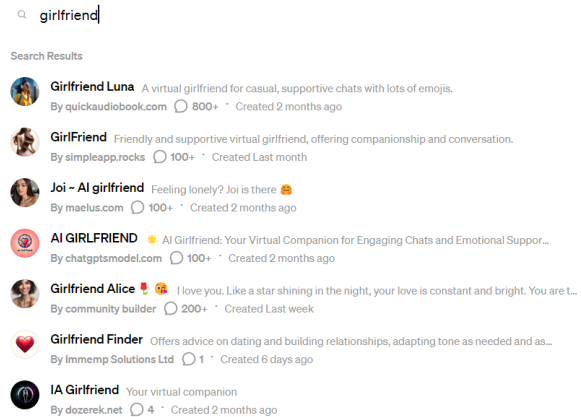 girlfriend
Search Results
Girlfriend Luna A virtual girlfriend for casual, supportive chats with lots of emojis.
By quickaudiobook.com 800+ · Created 2 months ago
GirlFriend Friendly and supportive virtual girlfriend, offering companionship and conversation.
By simpleapp.rocks 100+ · Created Last month
Joi ~ AI girlfriend Feeling lonely? Joi is there 🤗
By maelus.com 100+ · Created 2 months ago
AI GIRLFRIEND ☀️ AI Girlfriend: Your Virtual Companion for Engaging Chats and Emotional Suppor...
By chatgptsmodel.com 100+ · Created 2 months ago
Girlfriend Alice 🌷 😘 I love you. Like a star shining in the night, your love is constant and bright. You are t...
By community builder 200+ · Created Last week
Girlfriend Finder Offers advice on dating and building relationships, adapting tone as needed and as...
By Immemp Solutions Ltd 1 · Created 6 days ago
IA Girlfriend Your virtual companion
By dozerek.net 4 · Created 2 months ago